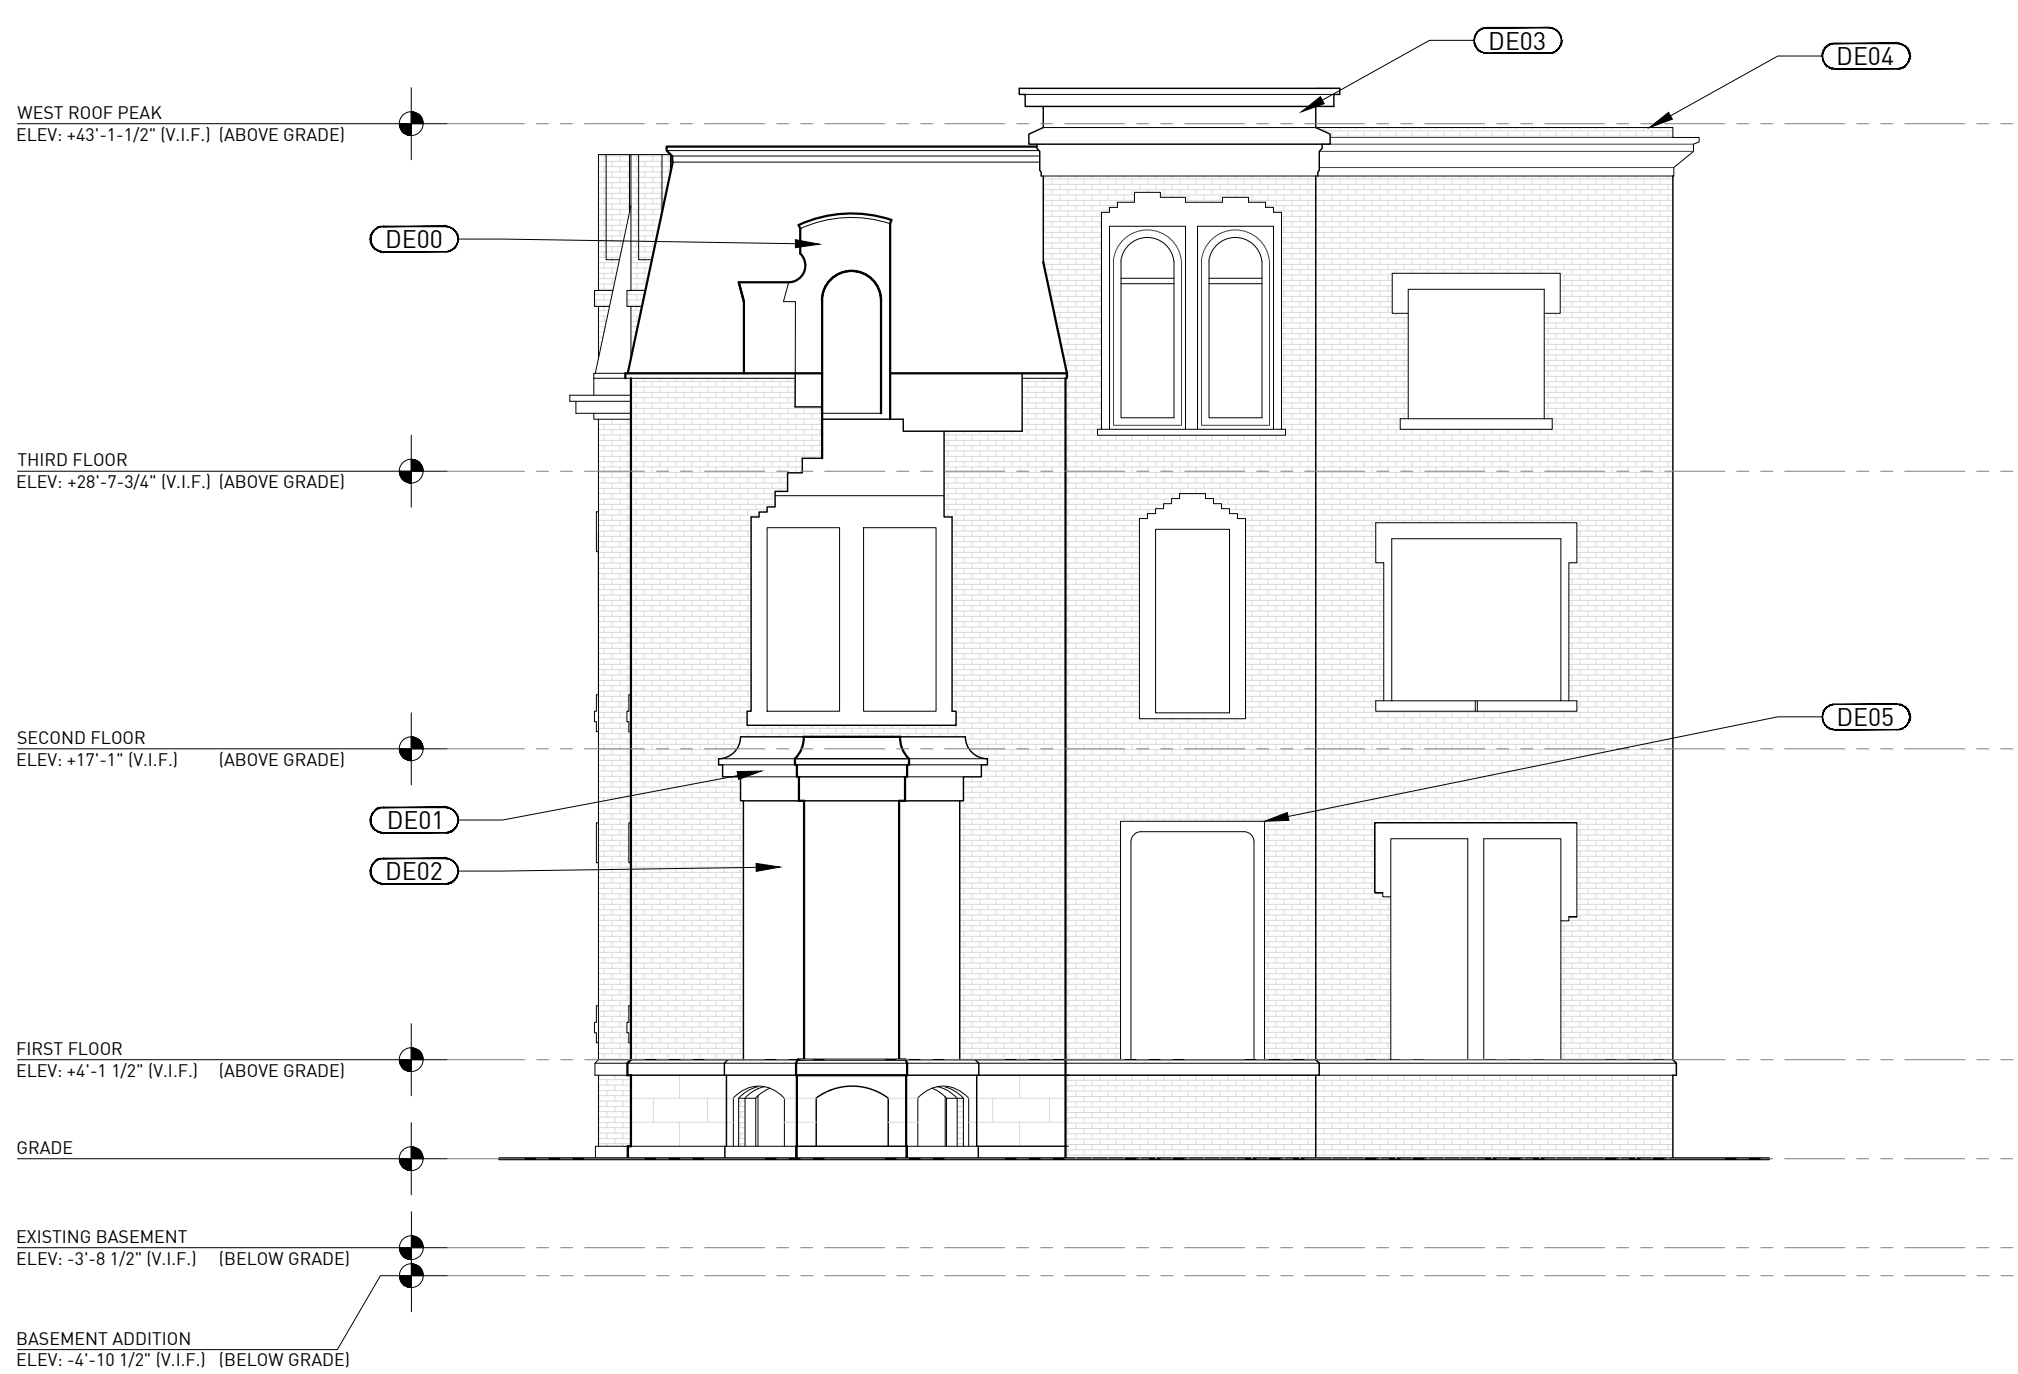 DE03
DE04
WEST ROOF PEAK
ELEV: +43'-1-1/2" (V.I.F.) (ABOVE GRADE)
DE00
THIRD FLOOR
ELEV: +28'-7-3/4" (V.I.F.) (ABOVE GRADE)
DE05
SECOND FLOOR
ELEV: +17'-1" (V.I.F.) (ABOVE GRADE)
DE01
DE02
FIRST FLOOR
ELEV: +4'-1 1/2" (V.I.F.) (ABOVE GRADE)
GRADE
EXISTING BASEMENT
ELEV: -3'-8 1/2" (V.I.F.) (BELOW GRADE)
BASEMENT ADDITION
ELEV: -4'-10 1/2" (V.I.F.) (BELOW GRADE)